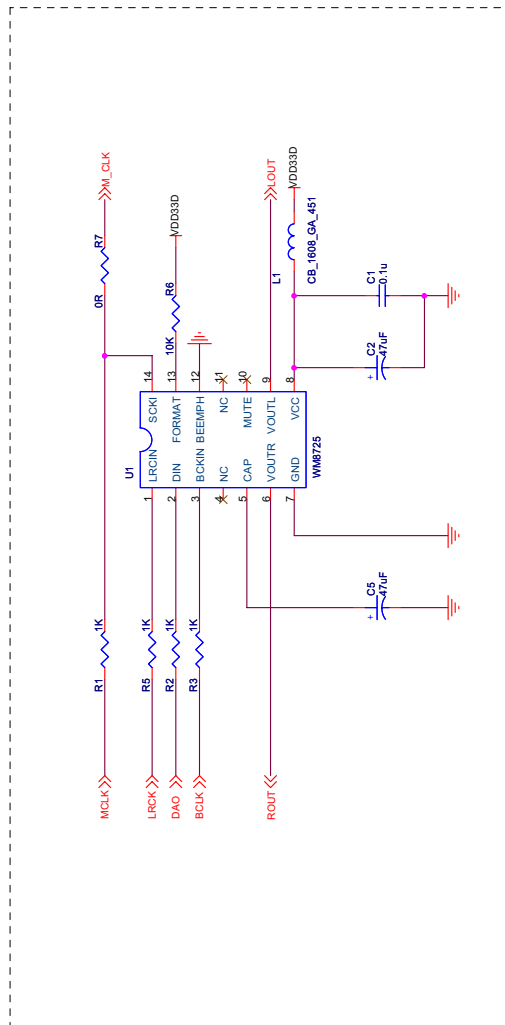 MCLK
R1
1K
0R
R7
M_CLK
U1
LRCK
R5
1K
1
LRCIN
SCKI
14
DAO
R2
1K
2
DIN
FORMAT
13
10K
R6
VDD33D
BCLK
R3
1K
3
BCKIN
BEEMPH
12
4
NC
NC
11
5
CAP
MUTE
10
ROUT
6
VOUTR
VOUTL
9
LOUT
7
GND
VCC
8
L1
CB_1608_GA_451
VDD33D
WM8725
C5
47uF
+
C2
47uF
+
C1
0.1u